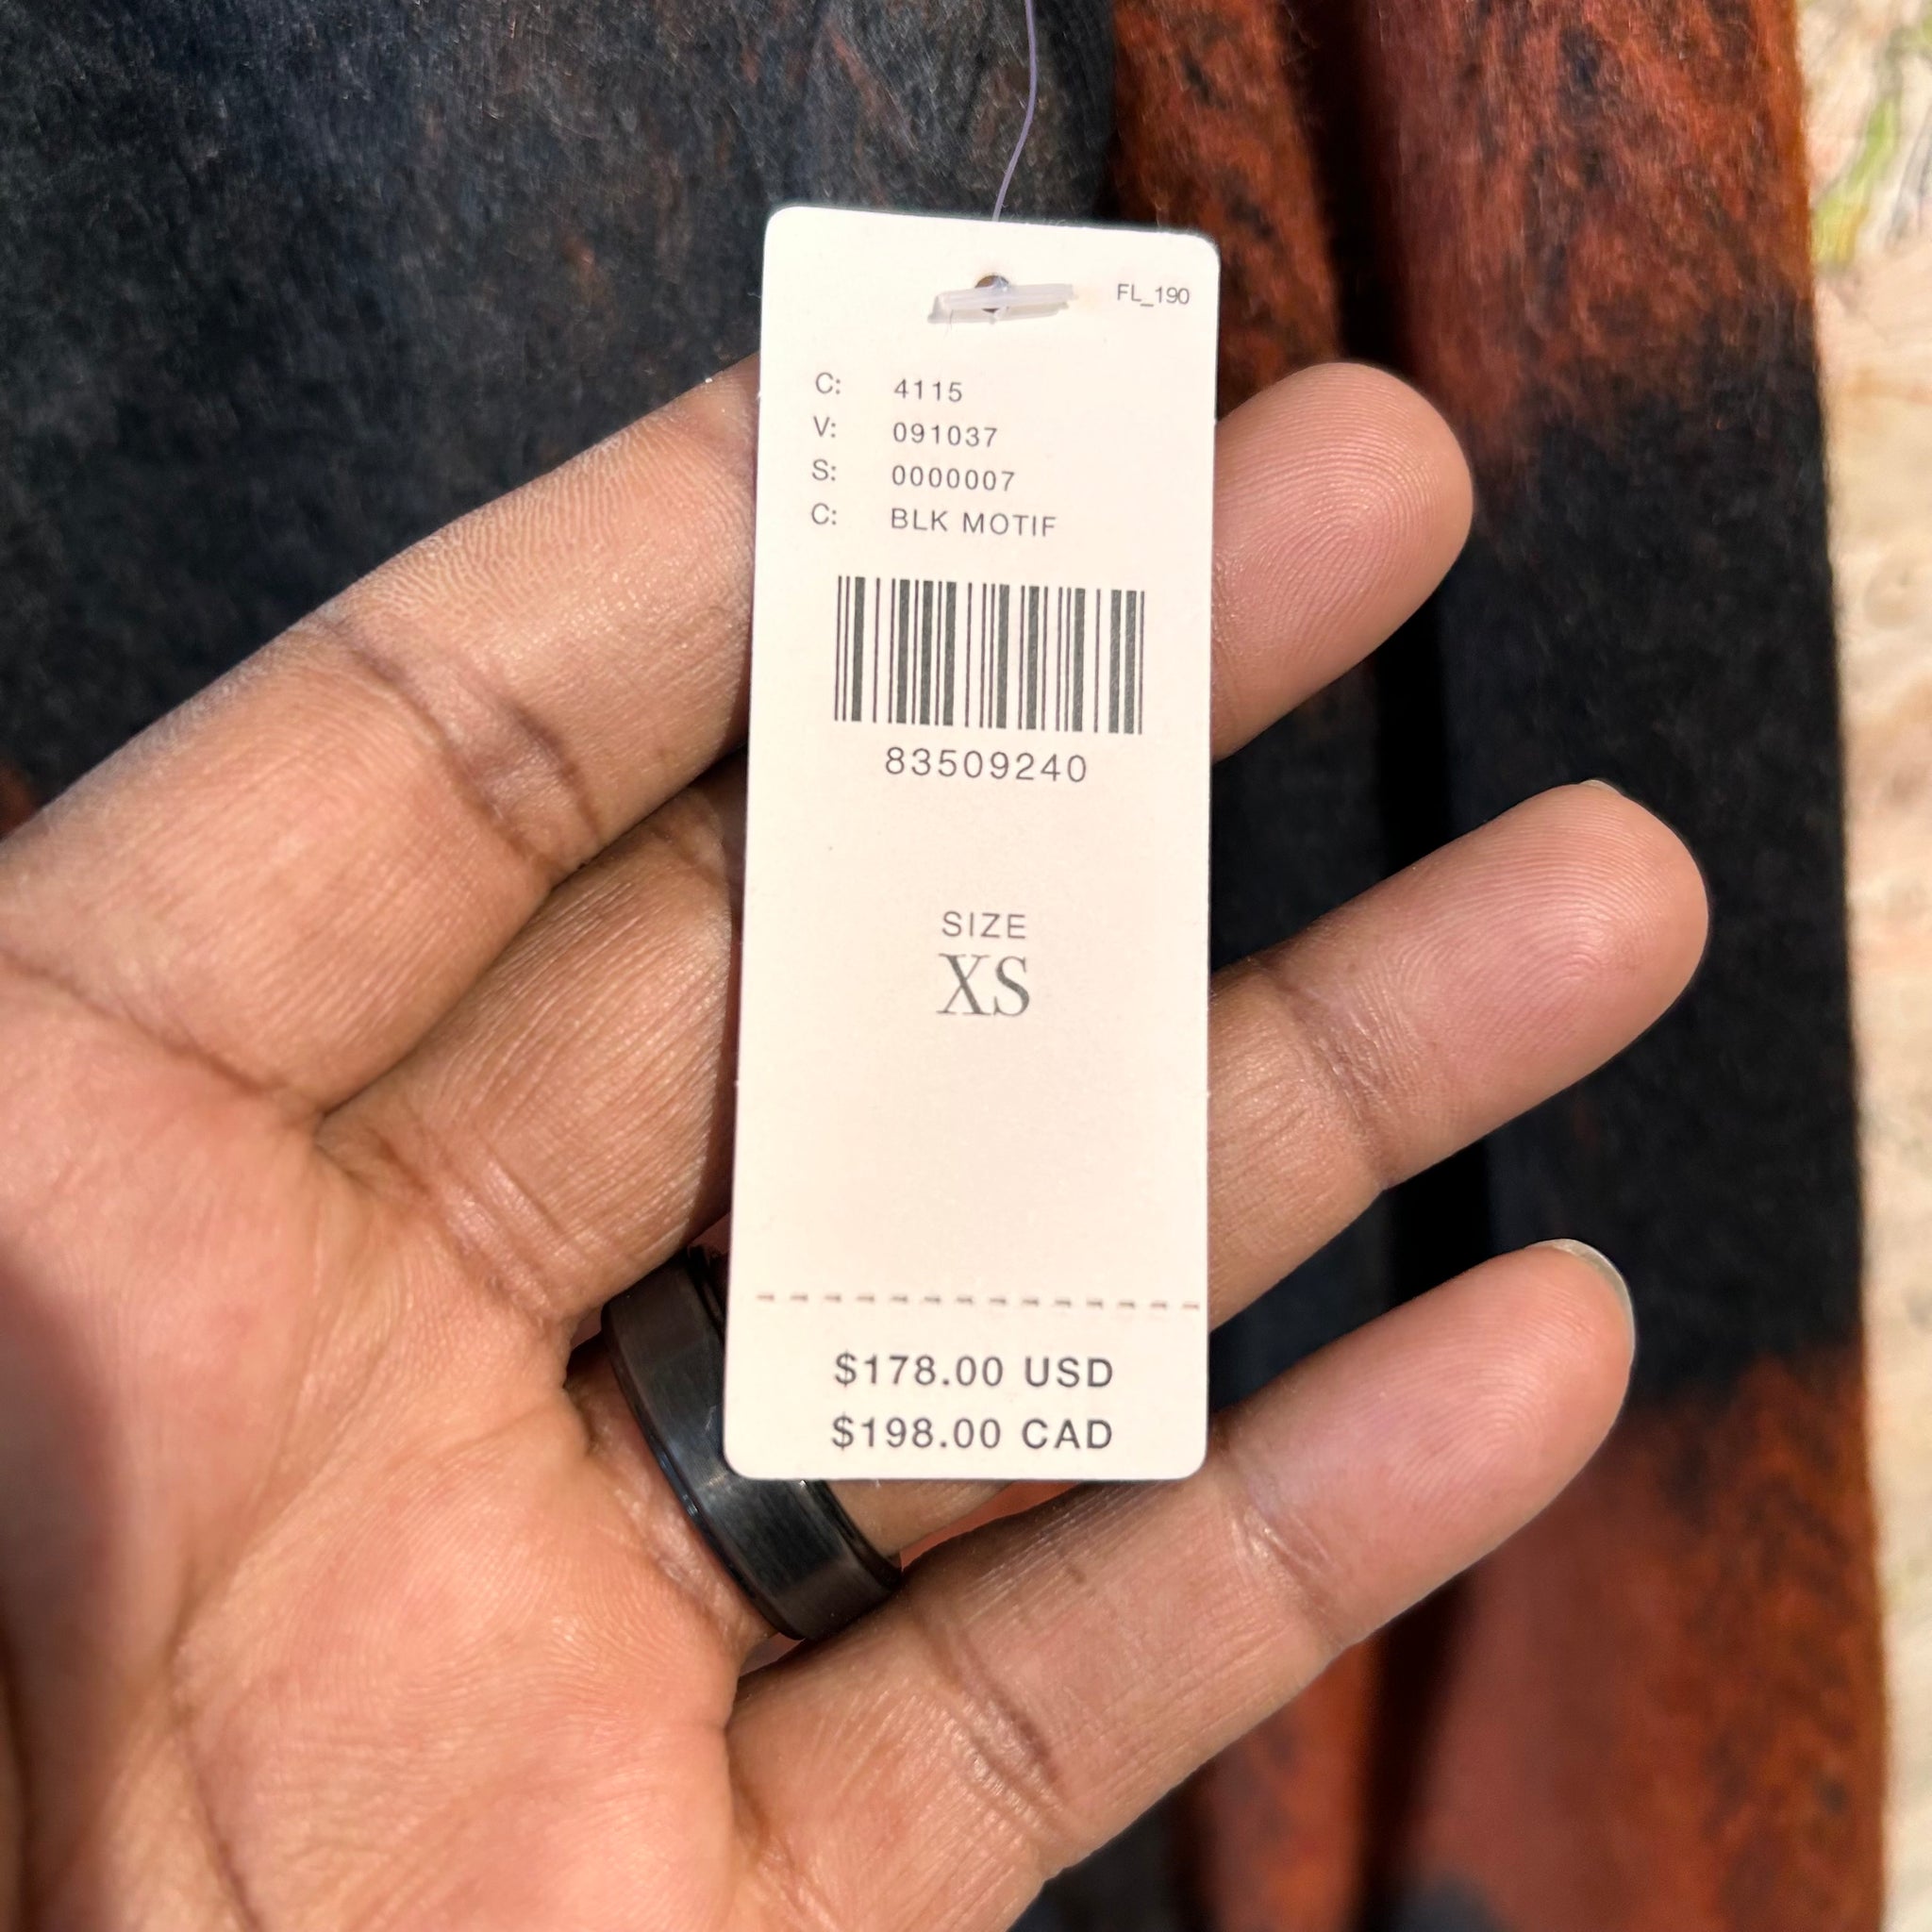 FL_190
C: 4115
V: 091037
S: 0000007
C: BLK MOTIF
83509240
SIZE
XS
$178.00 USD
$198.00 CAD